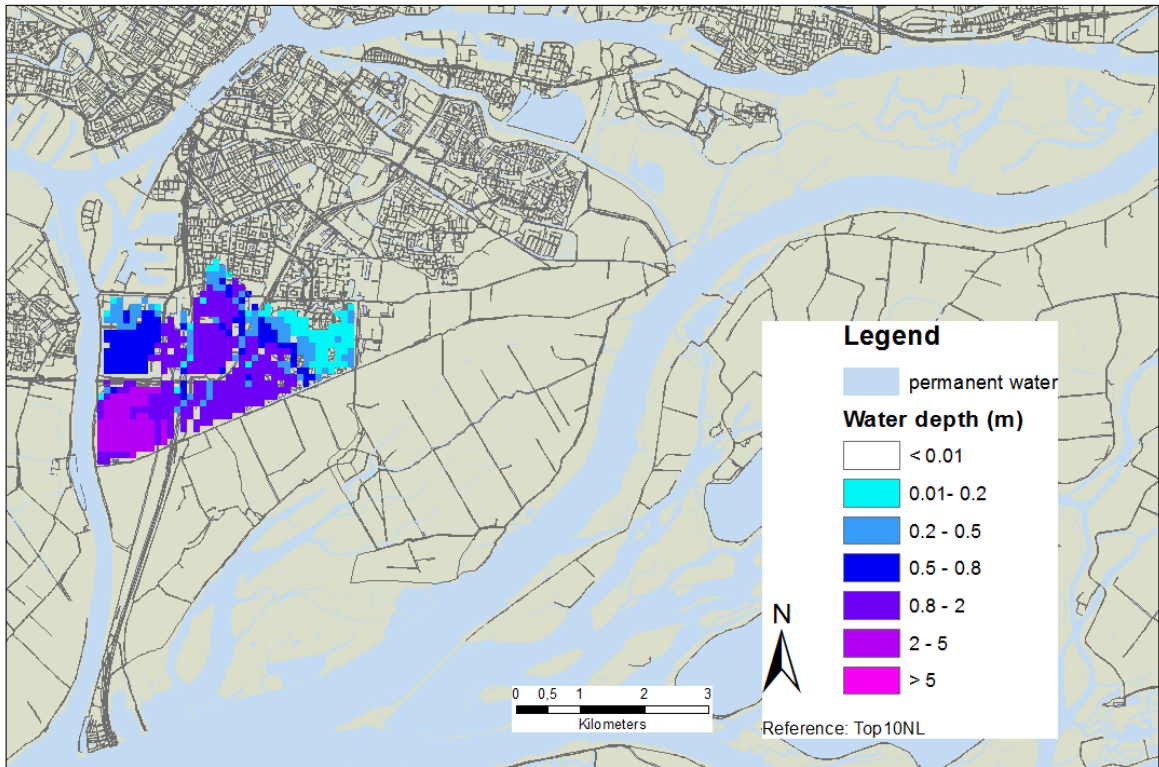 Legend
permanent water
Water depth (m)
< 0.01
0.01- 0.2
0.2 - 0.5
0.5 - 0.8
0.8 - 2
2 - 5
> 5
N
0 0,5 1 2 3
Kilometers
Reference: Top10NL